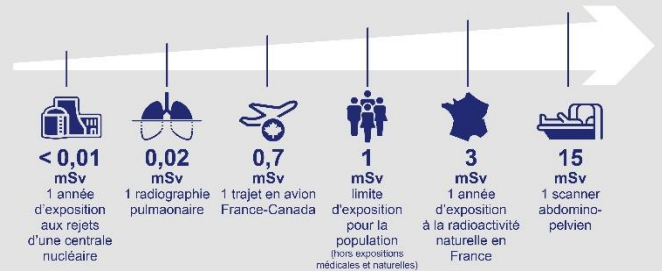 < 0,01
mSv
1 année
d'exposition
aux rejets
d'une centrale
nucléaire
0,02
mSv
1 radiographie
pulmaonaire
0,7
mSv
1 trajet en avion
France-Canada
1
mSv
limite
d'exposition
pour la
population
(hors expositions
médicales et naturelles)
3
mSv
1 année
d'exposition
à la radioactivité
naturelle en
France
15
mSv
1 scanner
abdomino-
pelvien